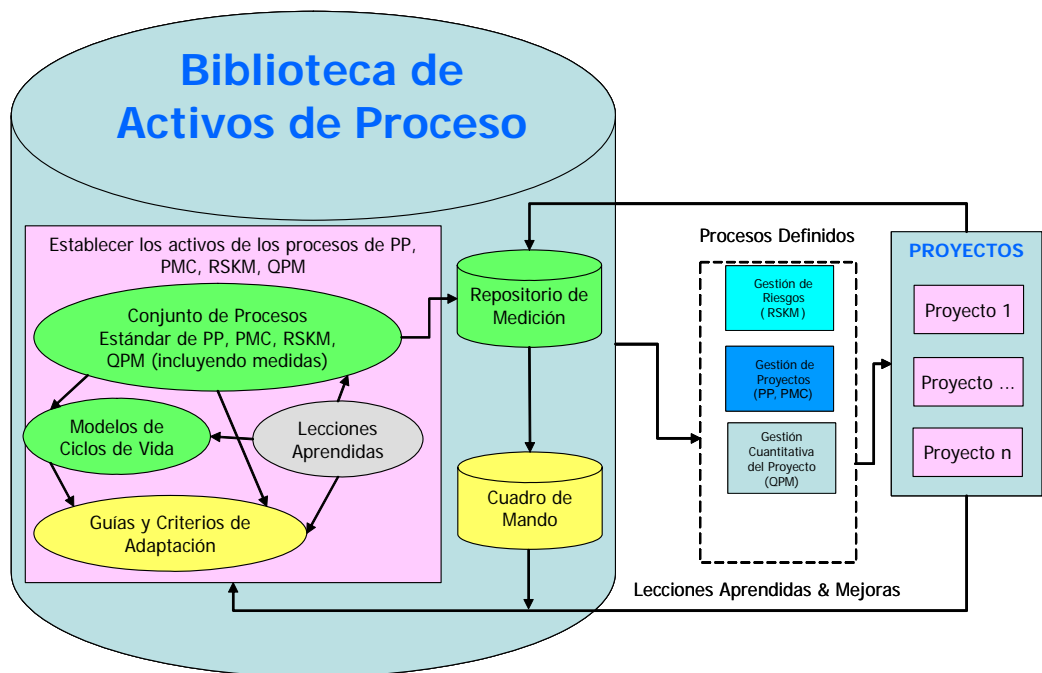 Biblioteca de
Activos de Proceso
Establecer los activos de los procesos de PP,
PMC, RSKM, QPM
Conjunto de Procesos
Estándar de PP, PMC, RSKM,
QPM (incluyendo medidas)
Modelos de
Ciclos de Vida
Lecciones
Aprendidas
Guías y Criterios de
Adaptación
Repositorio de
Medición
Cuadro de
Mando
Procesos Definidos
Gestión de
Riesgos
(RSKM)
Gestión de
Proyectos
(PP, PMC)
Gestión
Cuantitativa
del Proyecto
(QPM)
PROYECTOS
Proyecto 1
Proyecto ...
Proyecto n
Lecciones Aprendidas & Mejoras